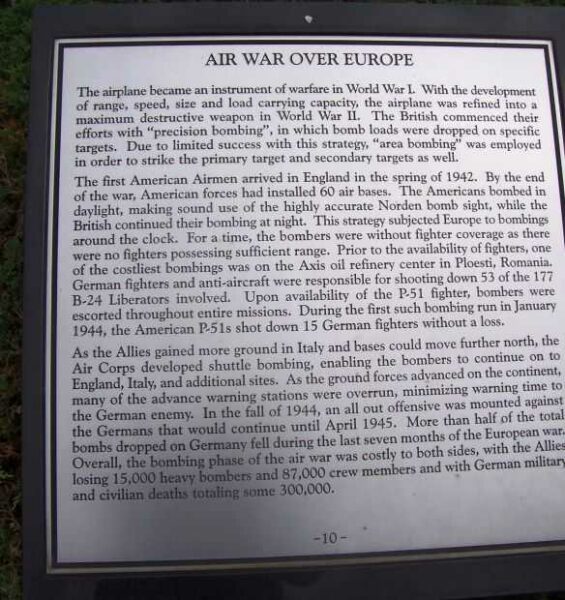 AIR WAR OVER EUROPE
The airplane became an instrument of warfare in World War I. With the development
of range, speed, size and load carrying capacity, the airplane was refined into a
maximum destructive weapon in World War II. The British commenced their
efforts with “precision bombing”, in which bomb loads were dropped on specific
targets. Due to limited success with this strategy, “area bombing” was employed
in order to strike the primary target and secondary targets as well.
The first American Airmen arrived in England in the spring of 1942. By the end
of the war, American forces had installed 60 air bases. The Americans bombed in
daylight, making sound use of the highly accurate Norden bomb sight, while the
British continued their bombing at night. This strategy subjected Europe to bombings
around the clock. For a time, the bombers were without fighter coverage as there
were no fighters possessing sufficient range. Prior to the availability of fighters, one
of the costliest bombings was on the Axis oil refinery center in Ploesti, Romania.
German fighters and anti-aircraft were responsible for shooting down 53 of the 177
B-24 Liberators involved. Upon availability of the P-51 fighter, bombers were
escorted throughout entire missions. During the first such bombing run in January
1944, the American P-51s shot down 15 German fighters without a loss.
As the Allies gained more ground in Italy and bases could move further north, the
Air Corps developed shuttle bombing, enabling the bombers to continue on to
England, Italy, and additional sites. As the ground forces advanced on the continent,
many of the advance warning stations were overrun, minimizing warning time to
the German enemy. In the fall of 1944, an all out offensive was mounted against
the Germans that would continue until April 1945. More than half of the total
bombs dropped on Germany fell during the last seven months of the European war.
Overall, the bombing phase of the air war was costly to both sides, with the Allies
losing 15,000 heavy bombers and 87,000 crew members and with German military
and civilian deaths totaling some 300,000.
-10-